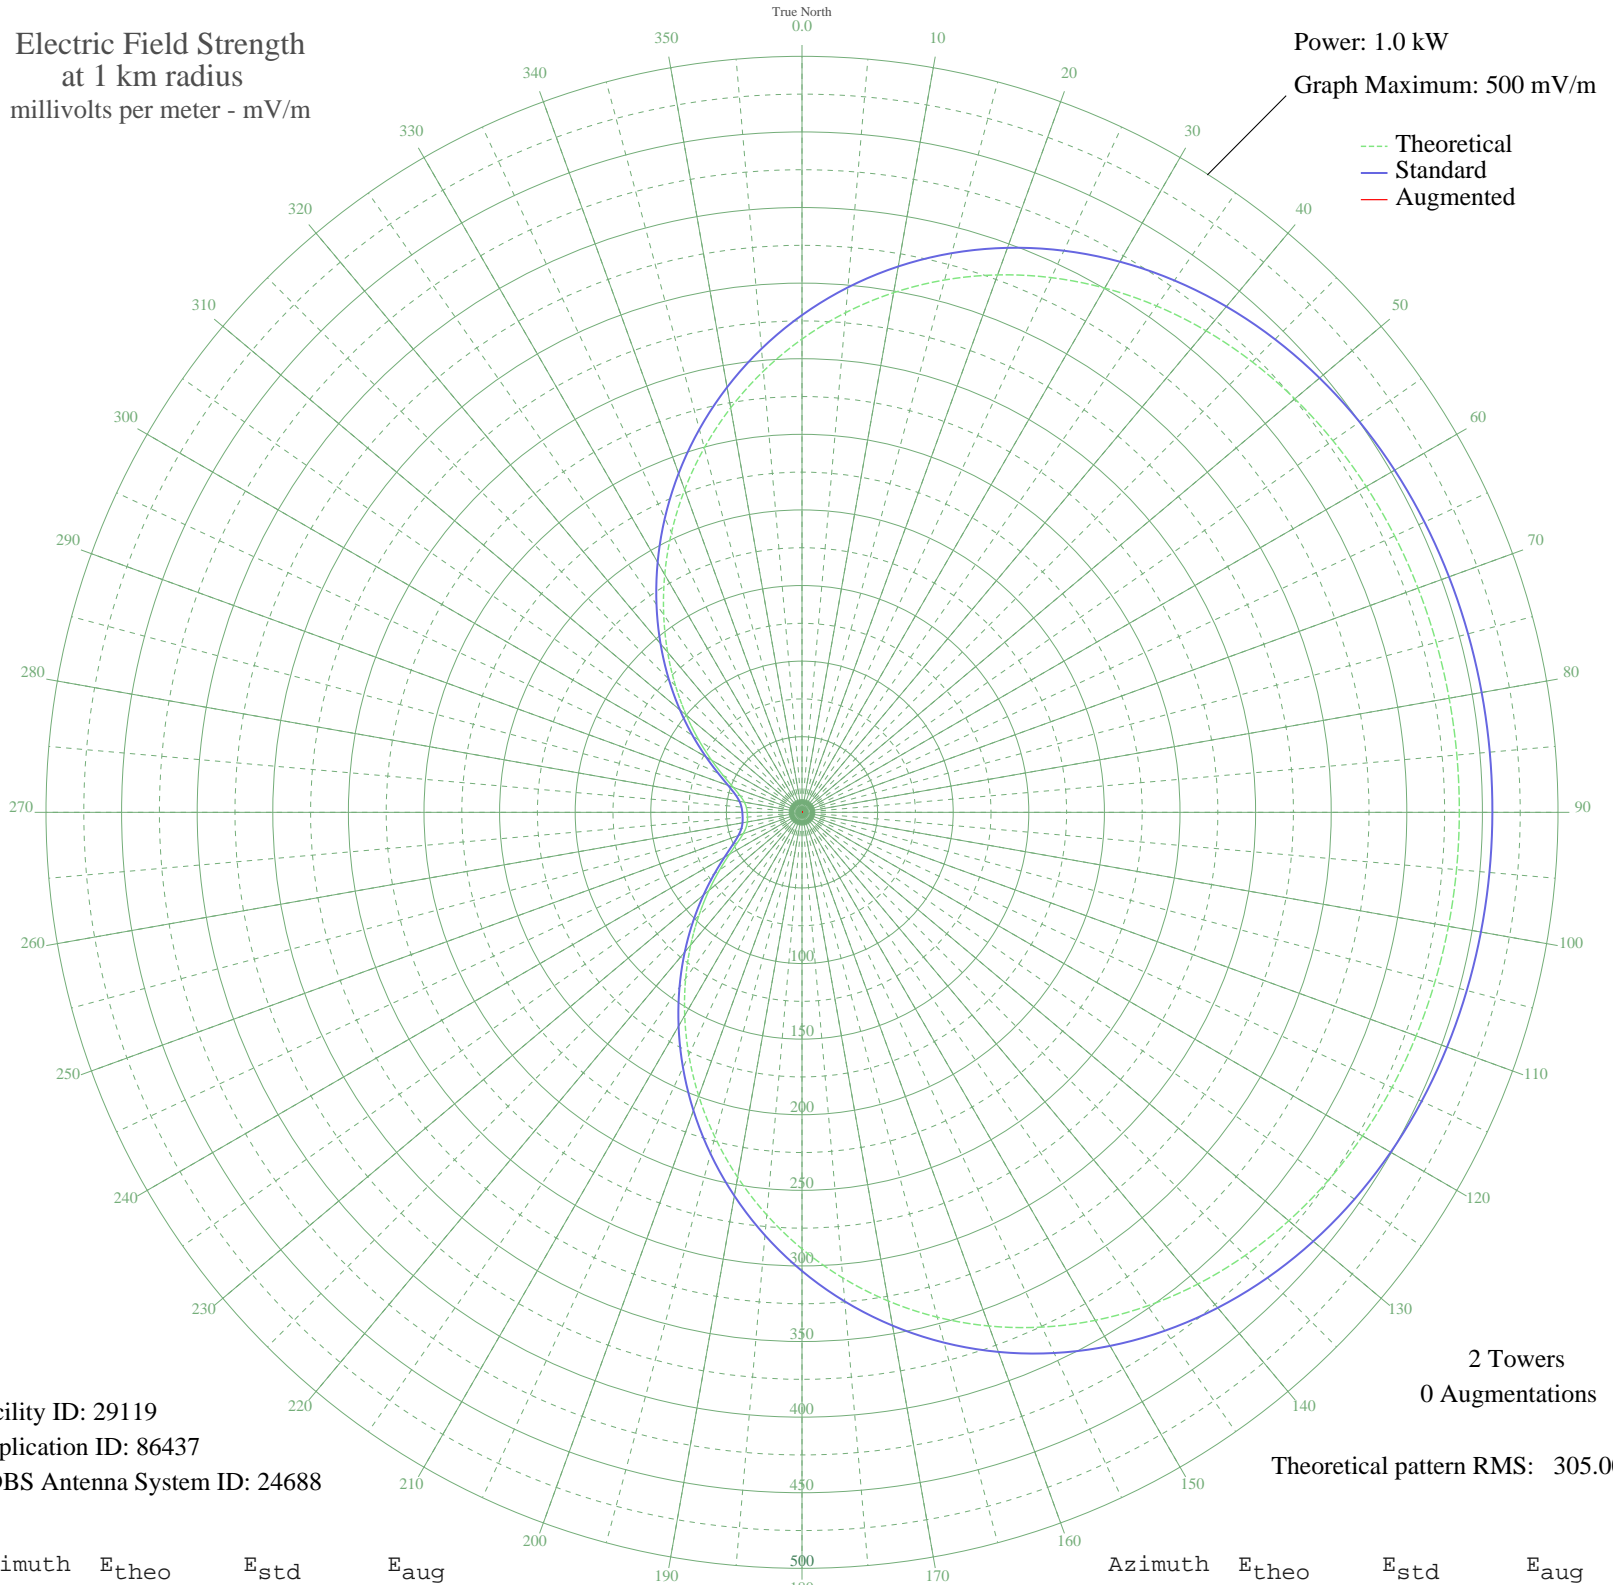 True North
0.0
Electric Field Strength
at 1 km radius
millivolts per meter - mV/m
Power: 1.0 kW
Graph Maximum: 500 mV/m
Theoretical
Standard
Augmented
10
20
30
40
50
60
70
80
90
100
110
120
130
140
150
160
170
190
200
210
220
230
240
250
260
270
280
290
300
310
320
330
340
350
100
150
200
250
300
350
400
450
500
2 Towers
0 Augmentations
Theoretical pattern RMS: 305.00
cility ID: 29119
plication ID: 86437
DBS Antenna System ID: 24688
imuth Etheo Estd Eaug
Azimuth Etheo Estd Eaug